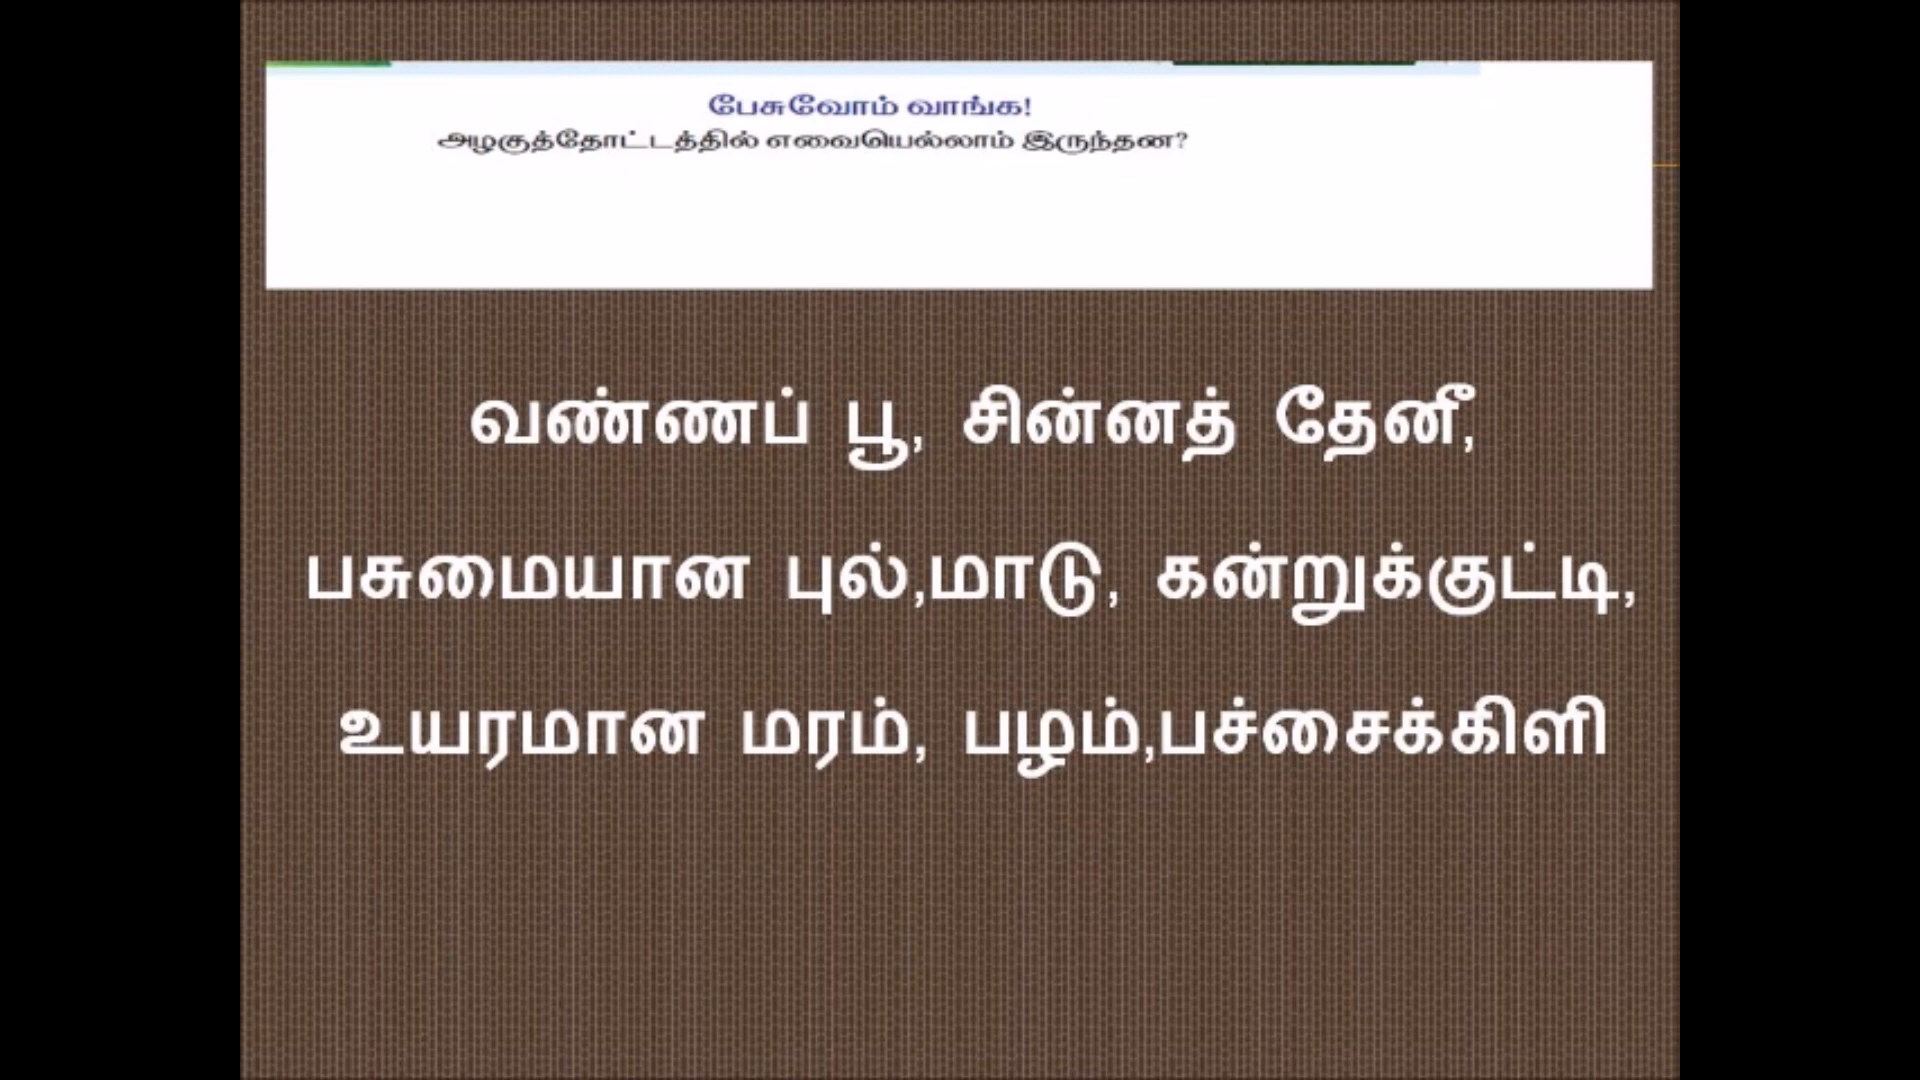 பேசுவோம் வாங்க!
அழகுத்தோட்டத்தில் எவையெல்லாம் இருந்தன?
வண்ணப் பூ, சின்னத் தேனீ,
பசுமையான புல்,மாடு, கன்றுக்குட்டி,
உயரமான மரம், பழம்,பச்சைக்கிளி